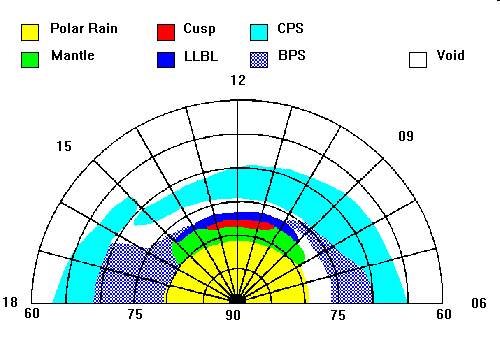 Polar Rain Cusp CPS
Mantle LLBL BPS Void
12
15 09
18 06
60 75 90 75 60